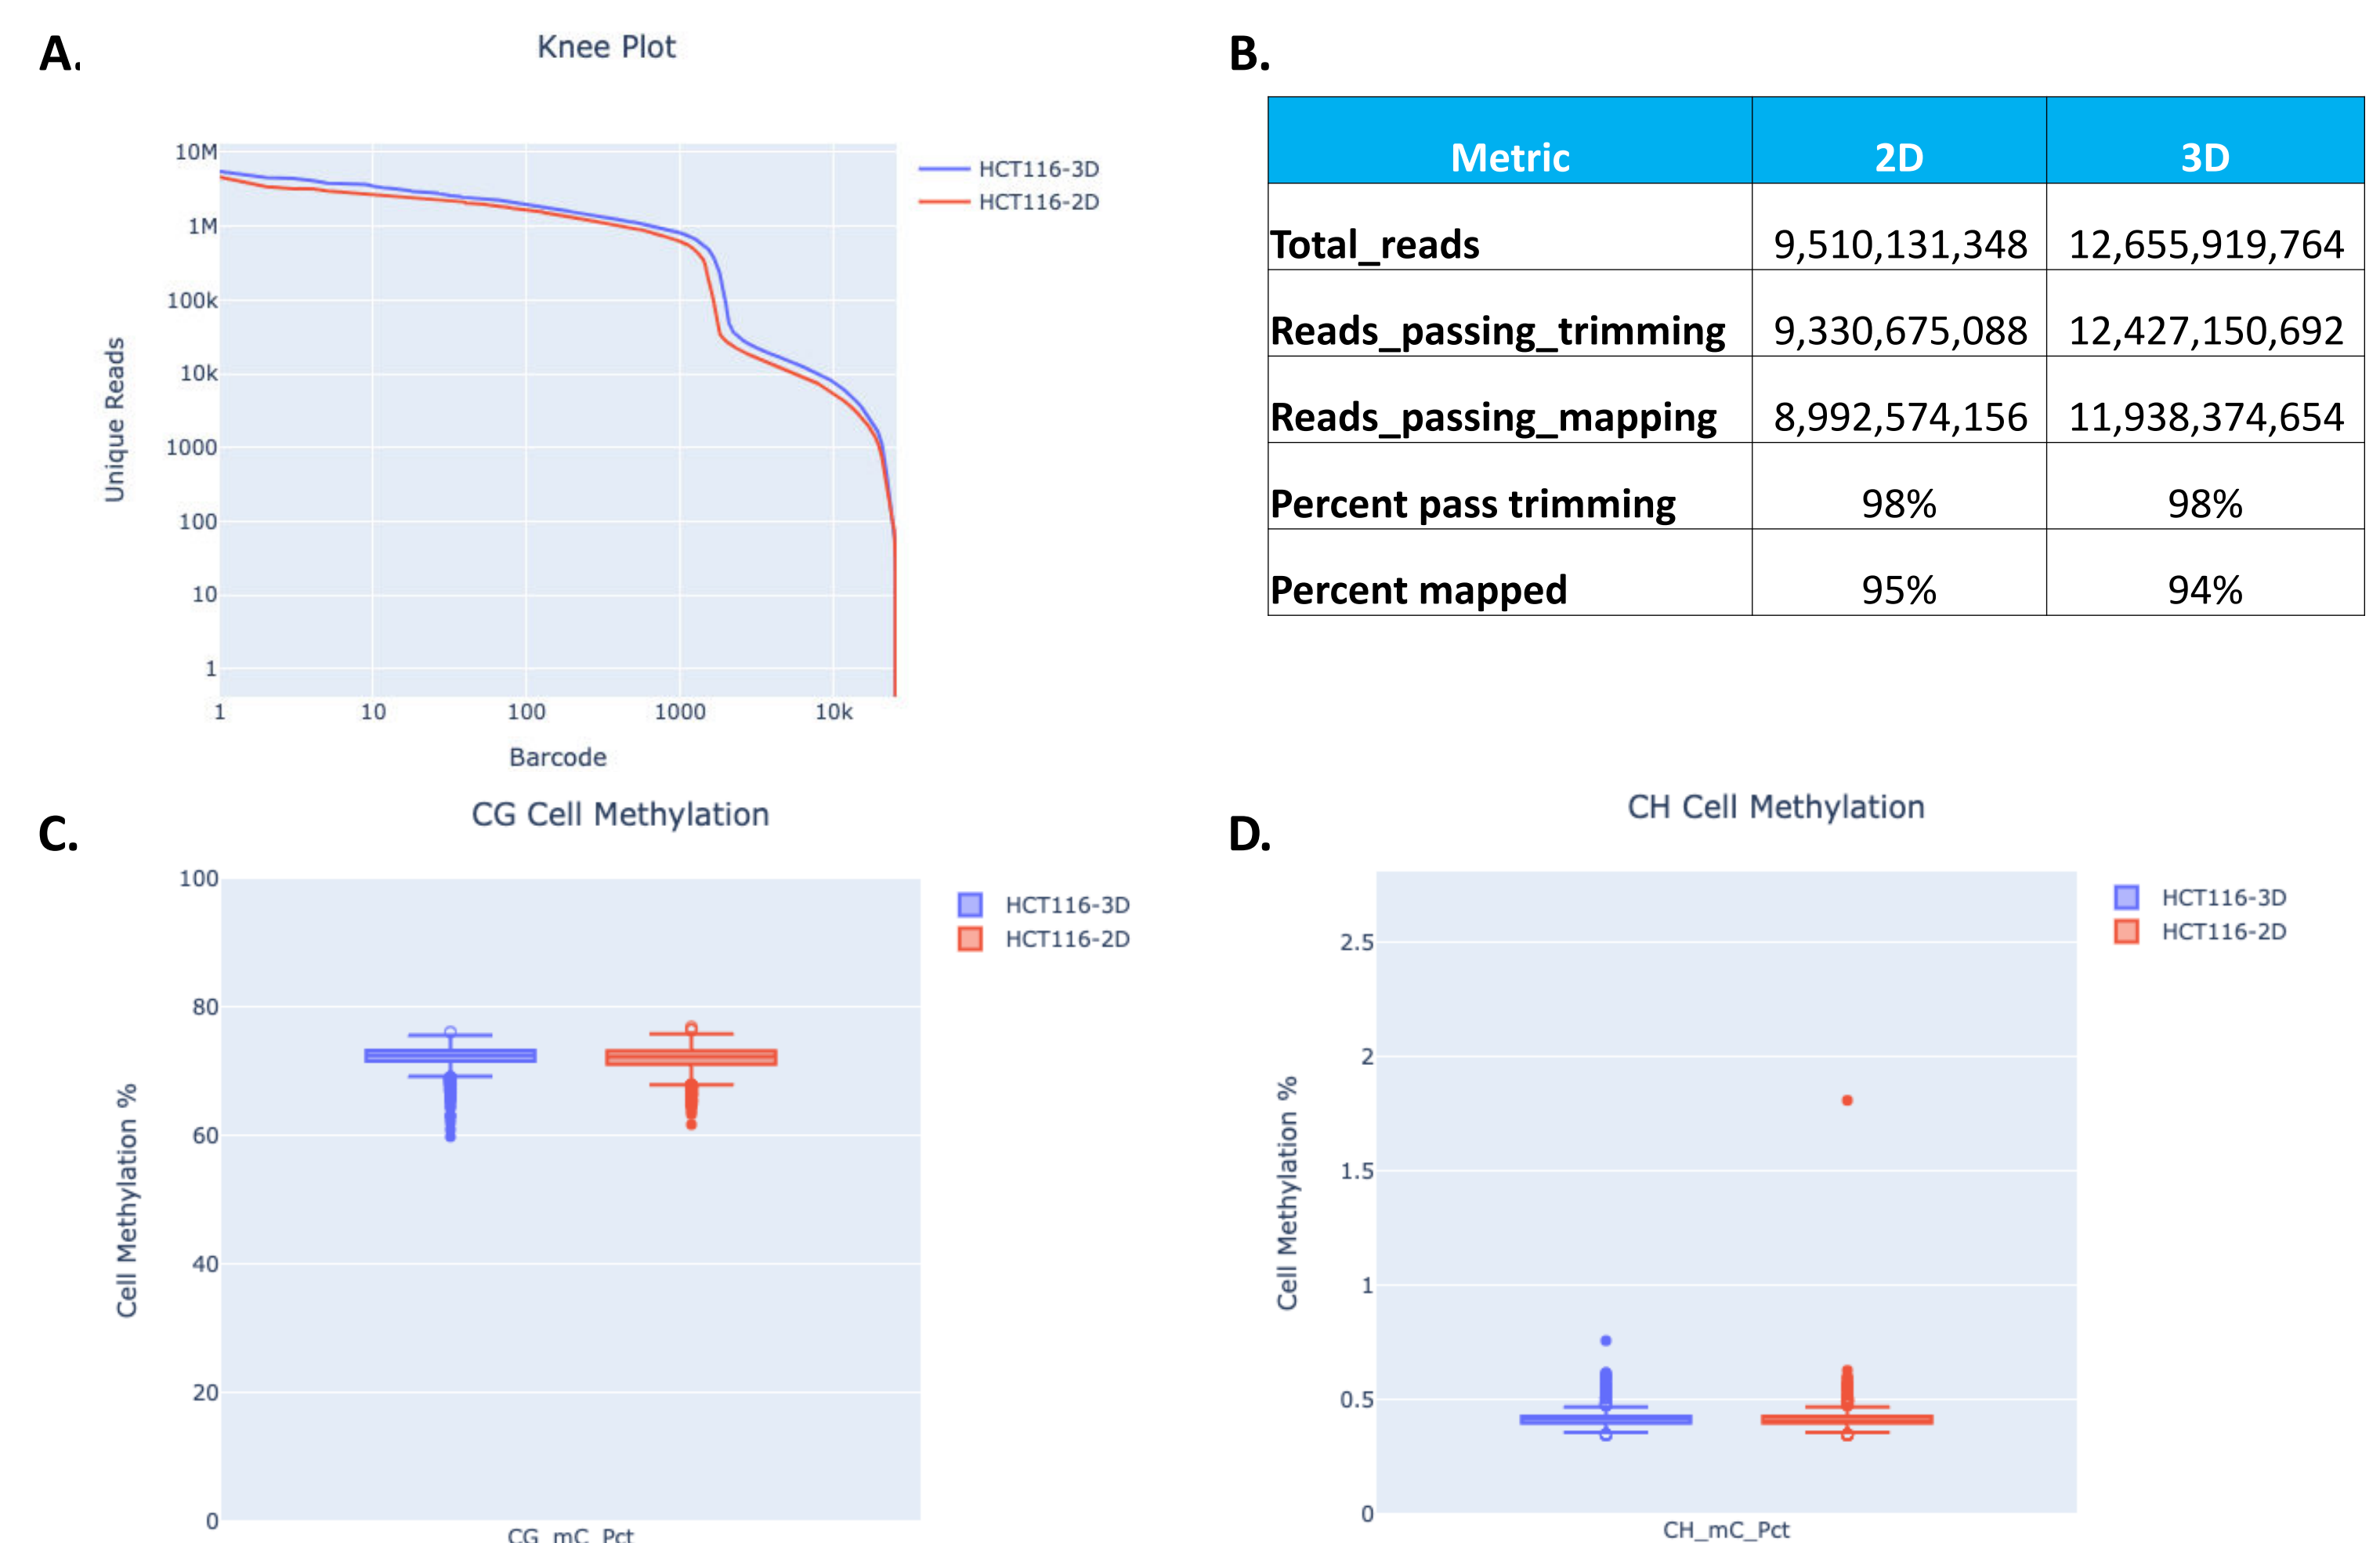 A.
Knee Plot
10M
1M
100k
10k
1000
100
10
1
Unique Reads
1
10
100
1000
10k
Barcode
HCT116-3D
HCT116-2D
B.
Metric 2D 3D
Total_reads 9,510,131,348 12,655,919,764
Reads_passing_trimming 9,330,675,088 12,427,150,692
Reads_passing_mapping 8,992,574,156 11,938,374,654
Percent pass trimming 98% 98%
Percent mapped 95% 94%
C.
CG Cell Methylation
100
80
60
40
20
0
Cell Methylation %
CG_mC_Pct
HCT116-3D
HCT116-2D
D.
CH Cell Methylation
2.5
2
1.5
1
0.5
0
Cell Methylation %
CH_mC_Pct
HCT116-3D
HCT116-2D